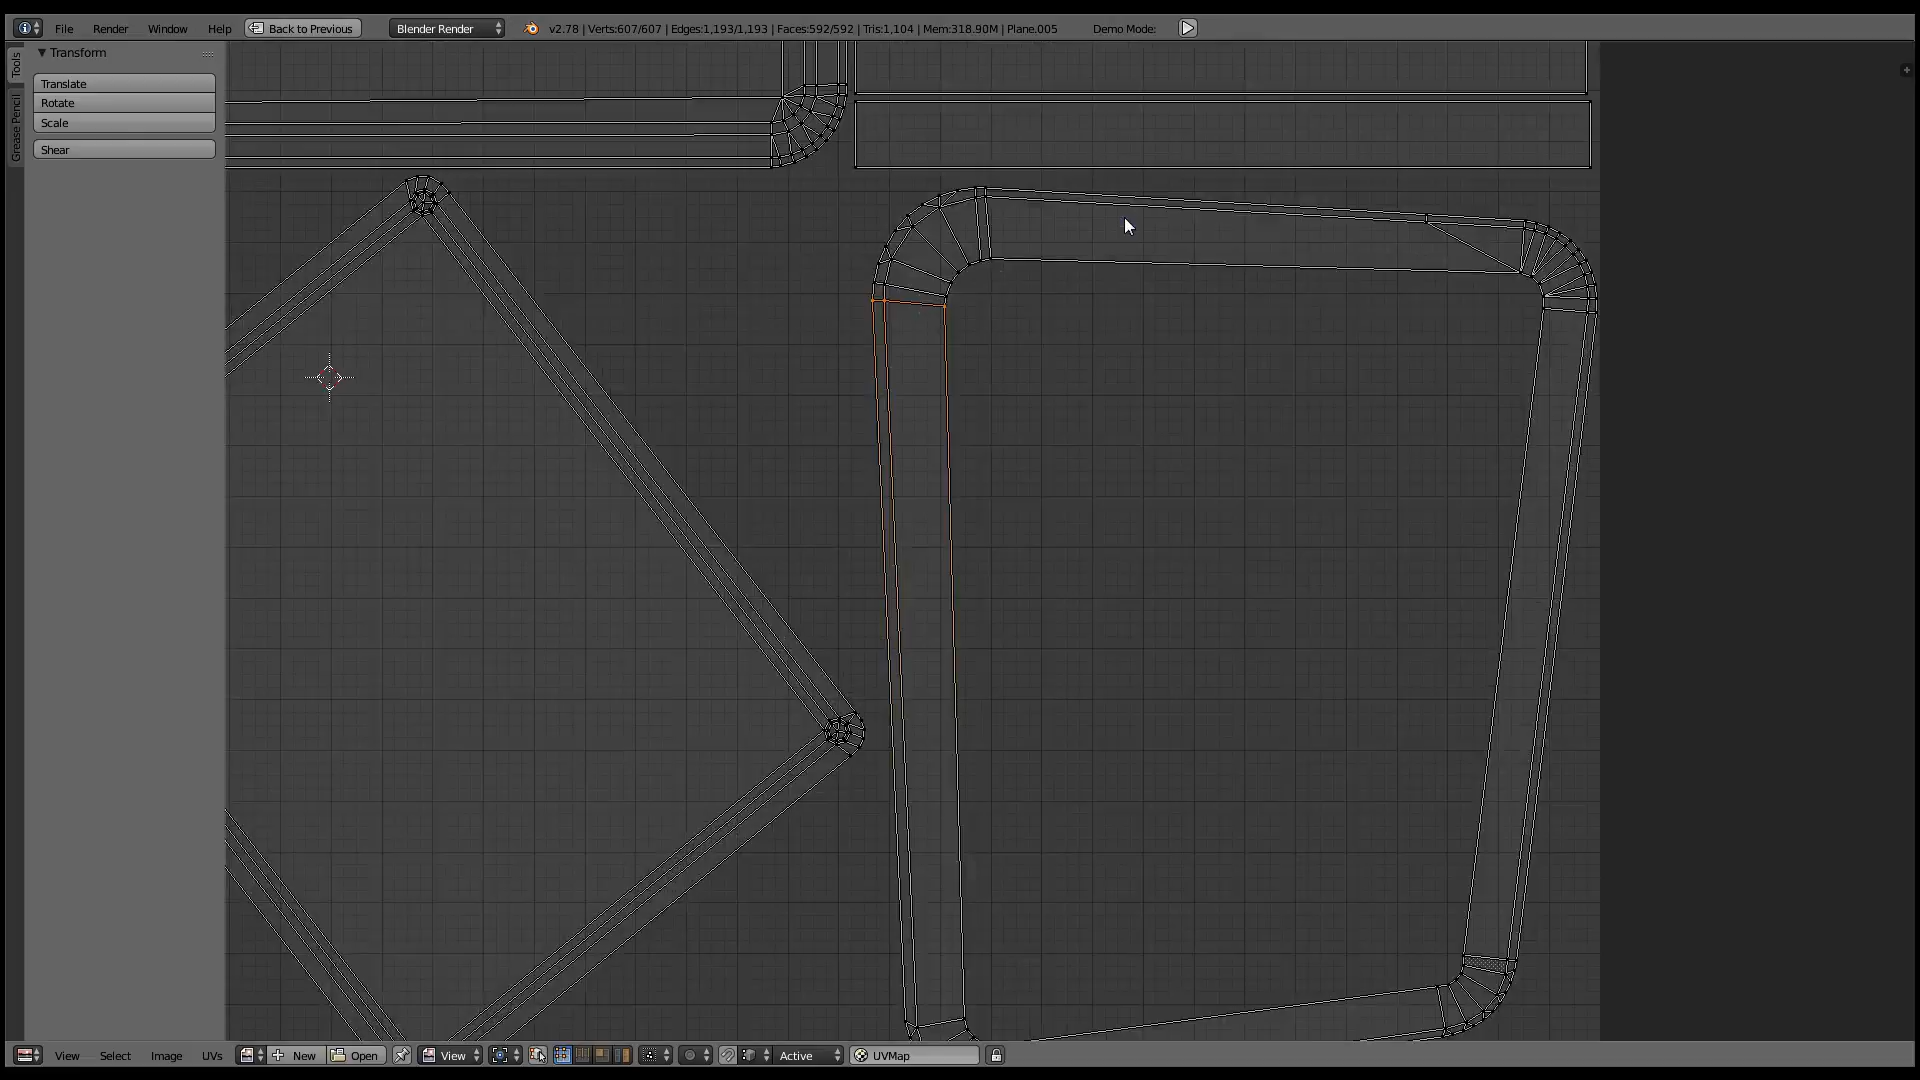 File Render Window Help Back to Previous Blender Render v2.78 | Verts:607/607 | Edges:1,193/1,193 | Faces:592/592 | Tris:1,104 | Mem:318.90M | Plane.005 Demo Mode:
Tools
Grease Pencil
Transform
Translate
Rotate
Scale
Shear
View Select Image UVs New Open View Active UVMap